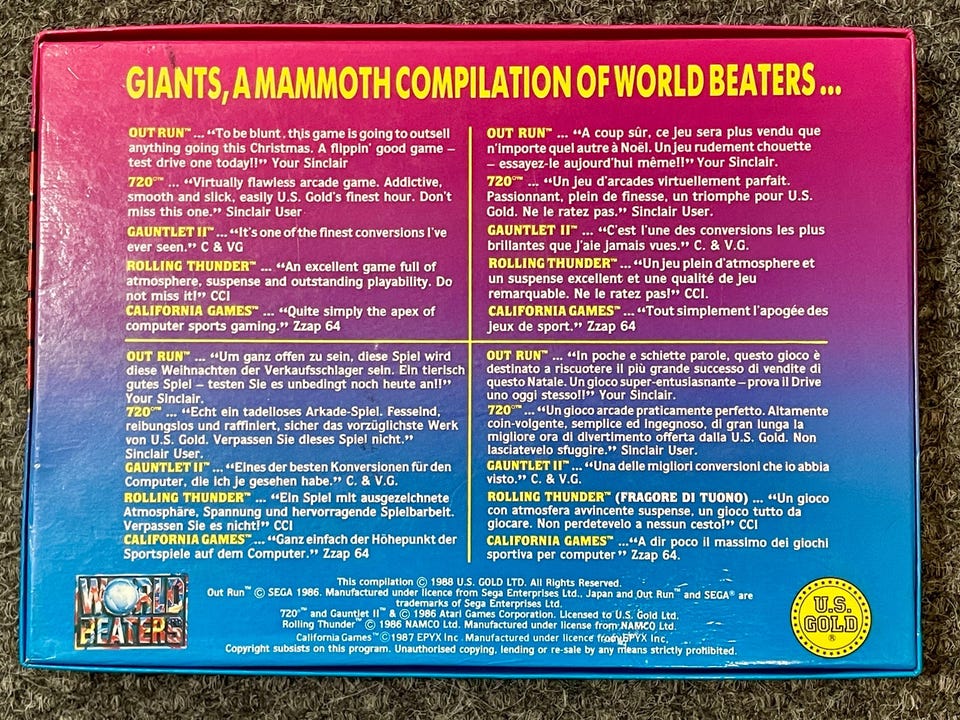 GIANTS, A MAMMOTH COMPILATION OF WORLD BEATERS...
OUT RUN™ ... “To be blunt, this game is going to outsell
anything going this Christmas. A flippin' good game –
test drive one today!!” Your Sinclair
720°™ ... “Virtually flawless arcade game. Addictive,
smooth and slick, easily U.S. Gold's finest hour. Don't
miss this one.” Sinclair User
GAUNTLET II™ ... “It's one of the finest conversions I've
ever seen.” C & VG
ROLLING THUNDER™ ... “An excellent game full of
atmosphere, suspense and outstanding playability. Do
not miss it!” CCI
CALIFORNIA GAMES™ ... “Quite simply the apex of
computer sports gaming.” Zzap 64
OUT RUN™ ... “A coup sûr, ce jeu sera plus vendu que
n'importe quel autre à Noël. Un jeu rudement chouette
– essayez-le aujourd'hui même!!” Your Sinclair.
720°™ ... “Un jeu d'arcades virtuellement parfait.
Passionnant, plein de finesse, un triomphe pour U.S.
Gold. Ne le ratez pas.” Sinclair User.
GAUNTLET II™ ... “C'est l'une des conversions les plus
brillantes que j'aie jamais vues.” C. & V.G.
ROLLING THUNDER™ ... “Un jeu plein d'atmosphere et
un suspense excellent et une qualité de jeu
remarquable. Ne le ratez pas!” CCI.
CALIFORNIA GAMES™ ... “Tout simplement l'apogée des
jeux de sport.” Zzap 64
OUT RUN™ ... “Um ganz offen zu sein, diese Spiel wird
diese Weihnachten der Verkaufsschlager sein. Ein tierisch
gutes Spiel – testen Sie es unbedingt noch heute an!!”
Your Sinclair.
720°™ ... “Echt ein tadelloses Arkade-Spiel. Fesselnd,
reibungslos und raffiniert, sicher das vorzüglichste Werk
von U.S. Gold. Verpassen Sie dieses Spiel nicht.”
Sinclair User.
GAUNTLET II™ ... “Eines der besten Konversionen für den
Computer, die ich je gesehen habe.” C. & V.G.
ROLLING THUNDER™ ... “Ein Spiel mit ausgezeichnete
Atmosphäre, Spannung und hervorragende Spielbarkeit.
Verpassen Sie es nicht!” CCI
CALIFORNIA GAMES™ ... “Ganz einfach der Höhepunkt der
Sportspiele auf dem Computer.” Zzap 64
OUT RUN™ ... “In poche e schiette parole, questo gioco è
destinato a riscuotere il più grande successo di vendite di
questo Natale. Un gioco super-entusiasnante – prova il Drive
uno oggi stesso!!” Your Sinclair.
720°™ ... “Un gioco arcade praticamente perfetto. Altamente
coin-volgente, semplice ed ingegnoso, di gran lunga la
migliore ora di divertimento offerta dalla U.S. Gold. Non
lasciatevelo sfuggire.” Sinclair User.
GAUNTLET II™ ... “Una delle migliori conversioni che io abbia
visto.” C. & V.G.
ROLLING THUNDER™ (FRAGORE DI TUONO) ... “Un gioco
con atmosfera avvincente suspense, un gioco tutto da
giocare. Non perdetevelo a nessun costo!” CCI
CALIFORNIA GAMES™ ... “A dir poco il massimo dei giochi
sportiva per computer” Zzap 64.
WORLD
BEATERS
This compilation © 1988 U.S. GOLD LTD. All Rights Reserved.
Out Run™ © SEGA 1986. Manufactured under licence from Sega Enterprises Ltd., Japan and Out Run™ and SEGA® are
trademarks of Sega Enterprises Ltd.
720°™ and Gauntlet II™ & © 1986 Atari Games Corporation. Licensed to U.S. Gold Ltd.
Rolling Thunder™ © 1986 NAMCO Ltd. Manufactured under license from NAMCO Ltd.
California Games™ © 1987 EPYX Inc. Manufactured under licence from EPYX Inc,
Copyright subsists on this program. Unauthorised copying, lending or re-sale by any means strictly prohibited.
U.S.
GOLD
®